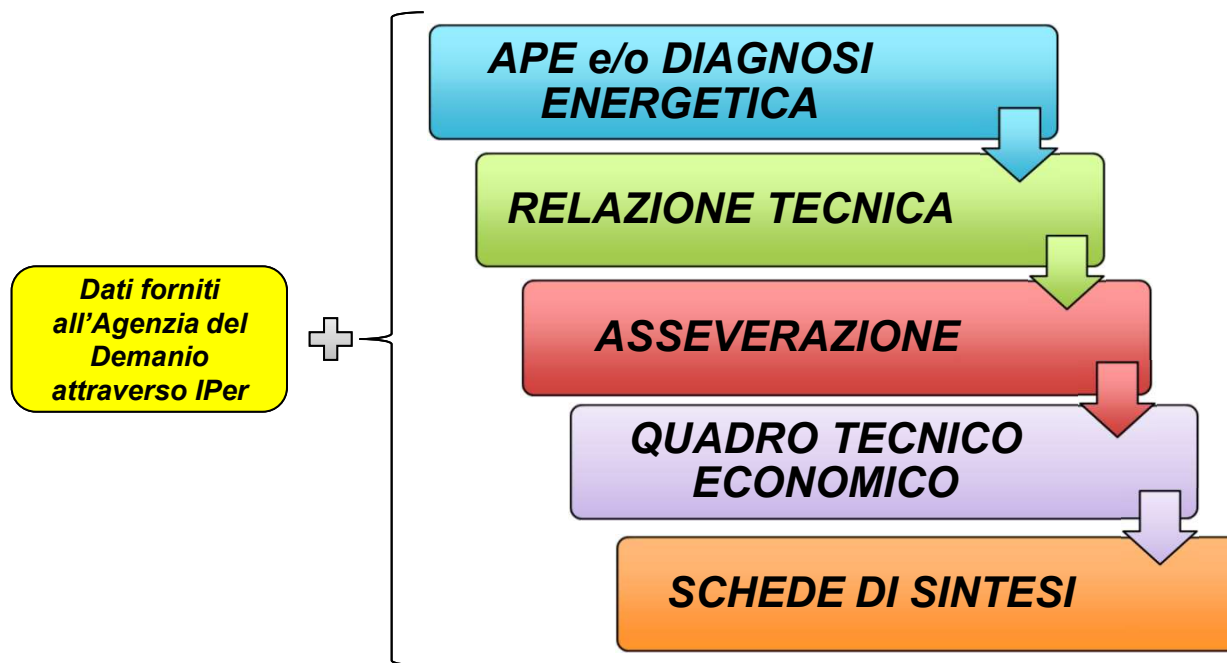 Dati forniti
all’Agenzia del
Demanio
attraverso IPer
APE e/o DIAGNOSI
ENERGETICA
RELAZIONE TECNICA
ASSEVERAZIONE
QUADRO TECNICO
ECONOMICO
SCHEDE DI SINTESI